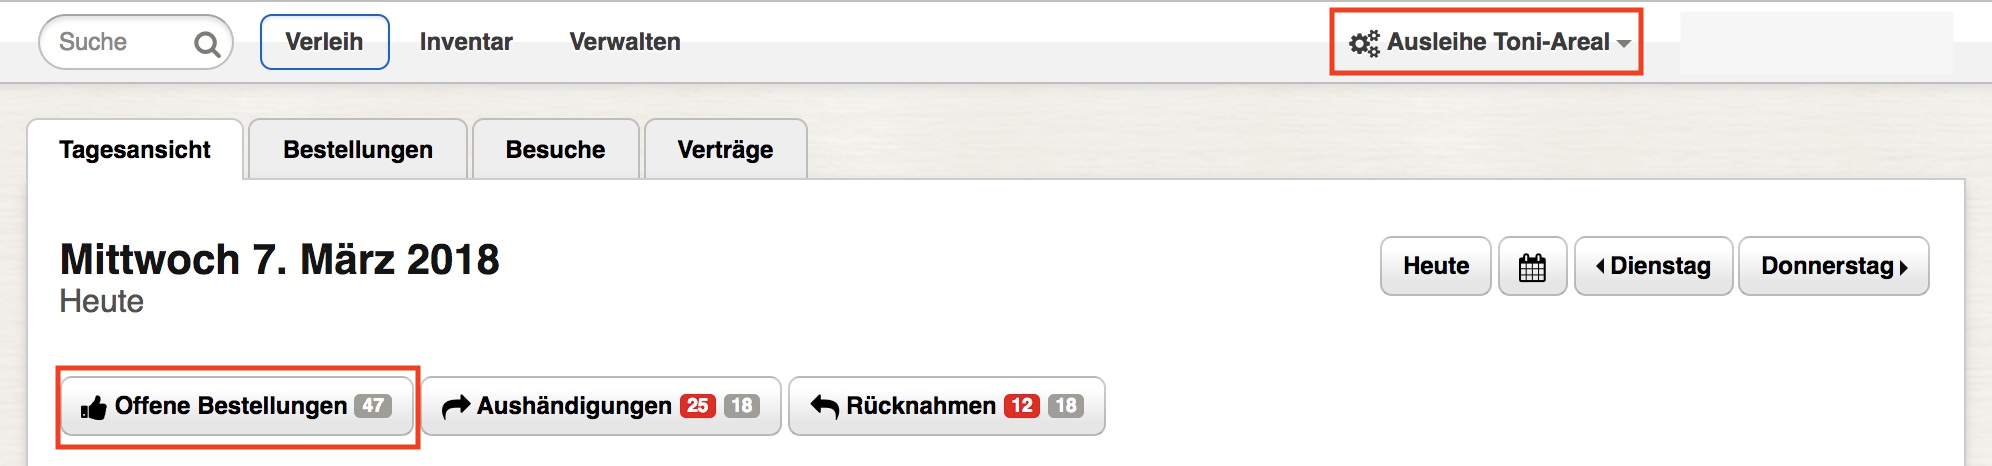 Suche Verleih Inventar Verwalten Ausleihe Toni-Areal
Tagesansicht Bestellungen Besuche Verträge
Mittwoch 7. März 2018
Heute
Heute Dienstag Donnerstag
Offene Bestellungen 47 Aushändigungen 25 18 Rücknahmen 12 18